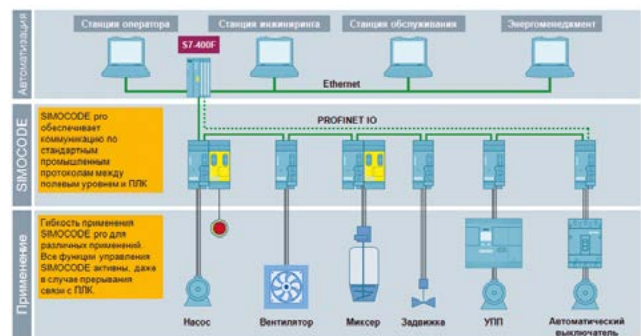 Автоматизация
Станция оператора
Станция инжиниринга
Станция обслуживания
Энергоменеджмент
S7-400F
Ethernet
SIMOCODE
SIMOCODE pro
обеспечивает
коммуникацию по
стандартным
промышленным
протоколам между
полевым уровнем и ПЛК
PROFINET IO
Применение
Гибкость применения
SIMOCODE pro для
различных применений.
Все функции управления
SIMOCODE активны, даже
в случае прерывания
связи с ПЛК.
Насос
Вентилятор
Миксер
Задвижка
УПП
Автоматический
выключатель